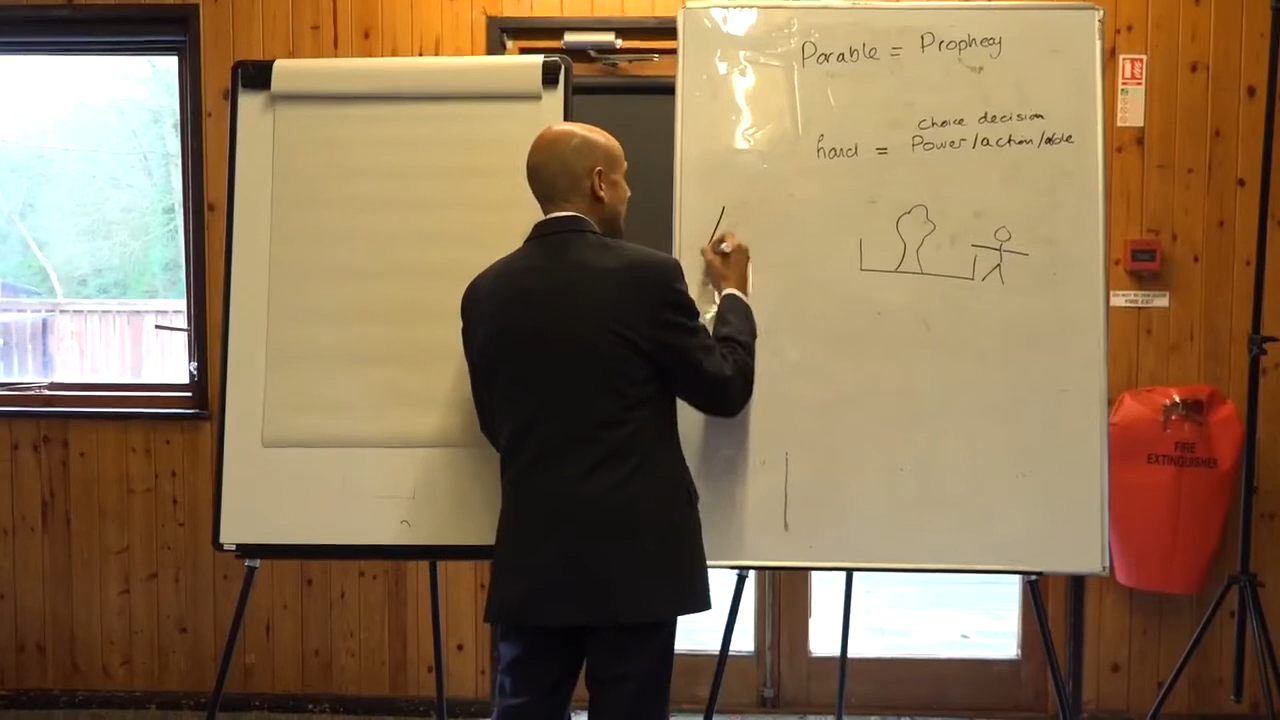 Parable = Prophecy
choice decision
hand = Power/action/able
FIRE
EXTINGUISHER